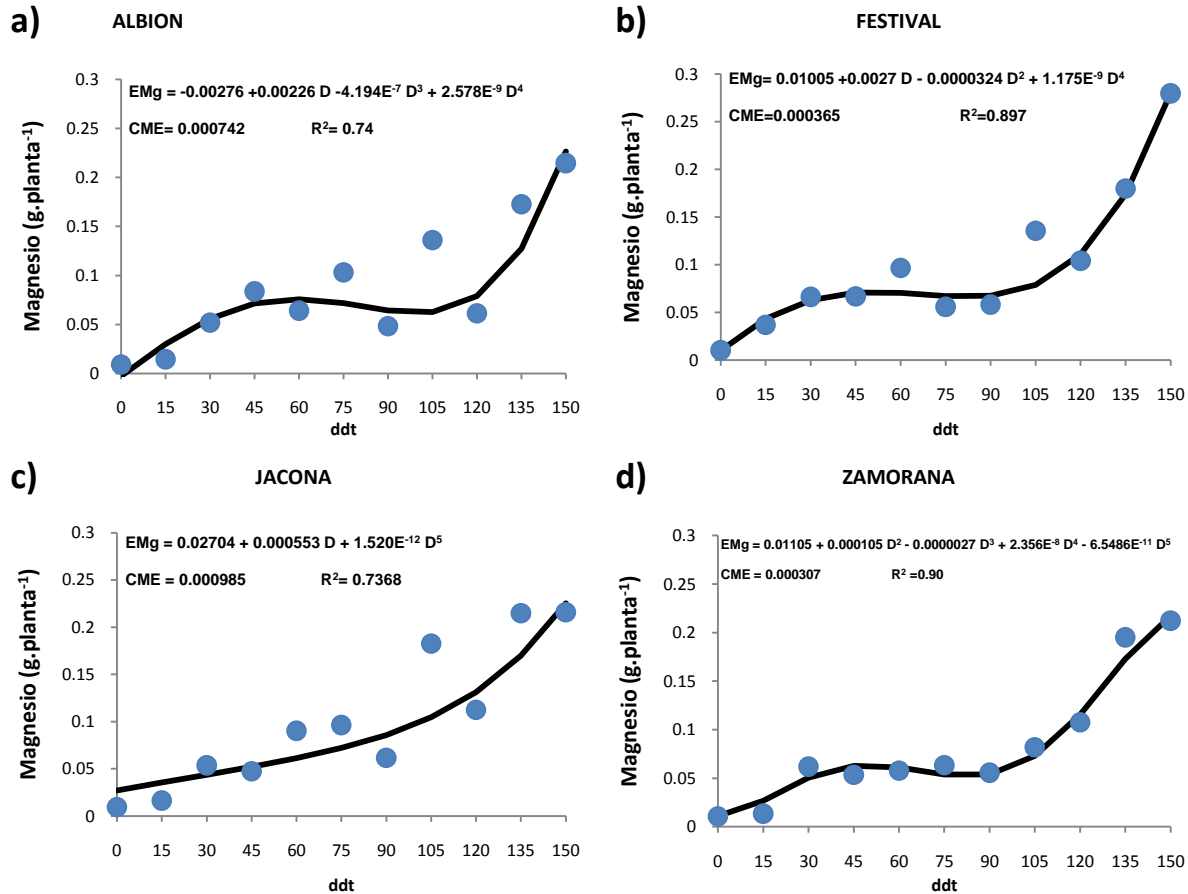 a)
ALBION
EMg = -0.00276 +0.00226 D -4.194E⁻⁷ D³ + 2.578E⁻⁹ D⁴
CME= 0.000742 R²= 0.74
Magnesio (g.planta⁻¹)
0.3
0.25
0.2
0.15
0.1
0.05
0
0 15 30 45 60 75 90 105 120 135 150
ddt
b)
FESTIVAL
EMg= 0.01005 +0.0027 D - 0.0000324 D² + 1.175E⁻⁹ D⁴
CME=0.000365 R²=0.897
Magnesio (g.planta⁻¹)
0.3
0.25
0.2
0.15
0.1
0.05
0
0 15 30 45 60 75 90 105 120 135 150
ddt
c)
JACONA
EMg = 0.02704 + 0.000553 D + 1.520E⁻¹² D⁵
CME = 0.000985 R²= 0.7368
Magnesio (g.planta⁻¹)
0.3
0.25
0.2
0.15
0.1
0.05
0
0 15 30 45 60 75 90 105 120 135 150
ddt
d)
ZAMORANA
EMg = 0.01105 + 0.000105 D² - 0.0000027 D³ + 2.356E⁻⁸ D⁴ - 6.5486E⁻¹¹ D⁵
CME = 0.000307 R² =0.90
Magnesio (g.planta⁻¹)
0.3
0.25
0.2
0.15
0.1
0.05
0
0 15 30 45 60 75 90 105 120 135 150
ddt